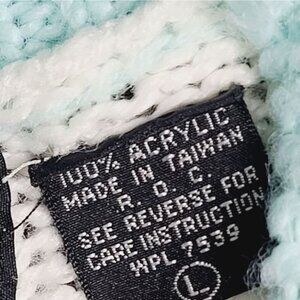 100% ACRYLIC
MADE IN TAIWAN
R. O. C.
SEE REVERSE FOR
CARE INSTRUCTION
WPL 7539
L